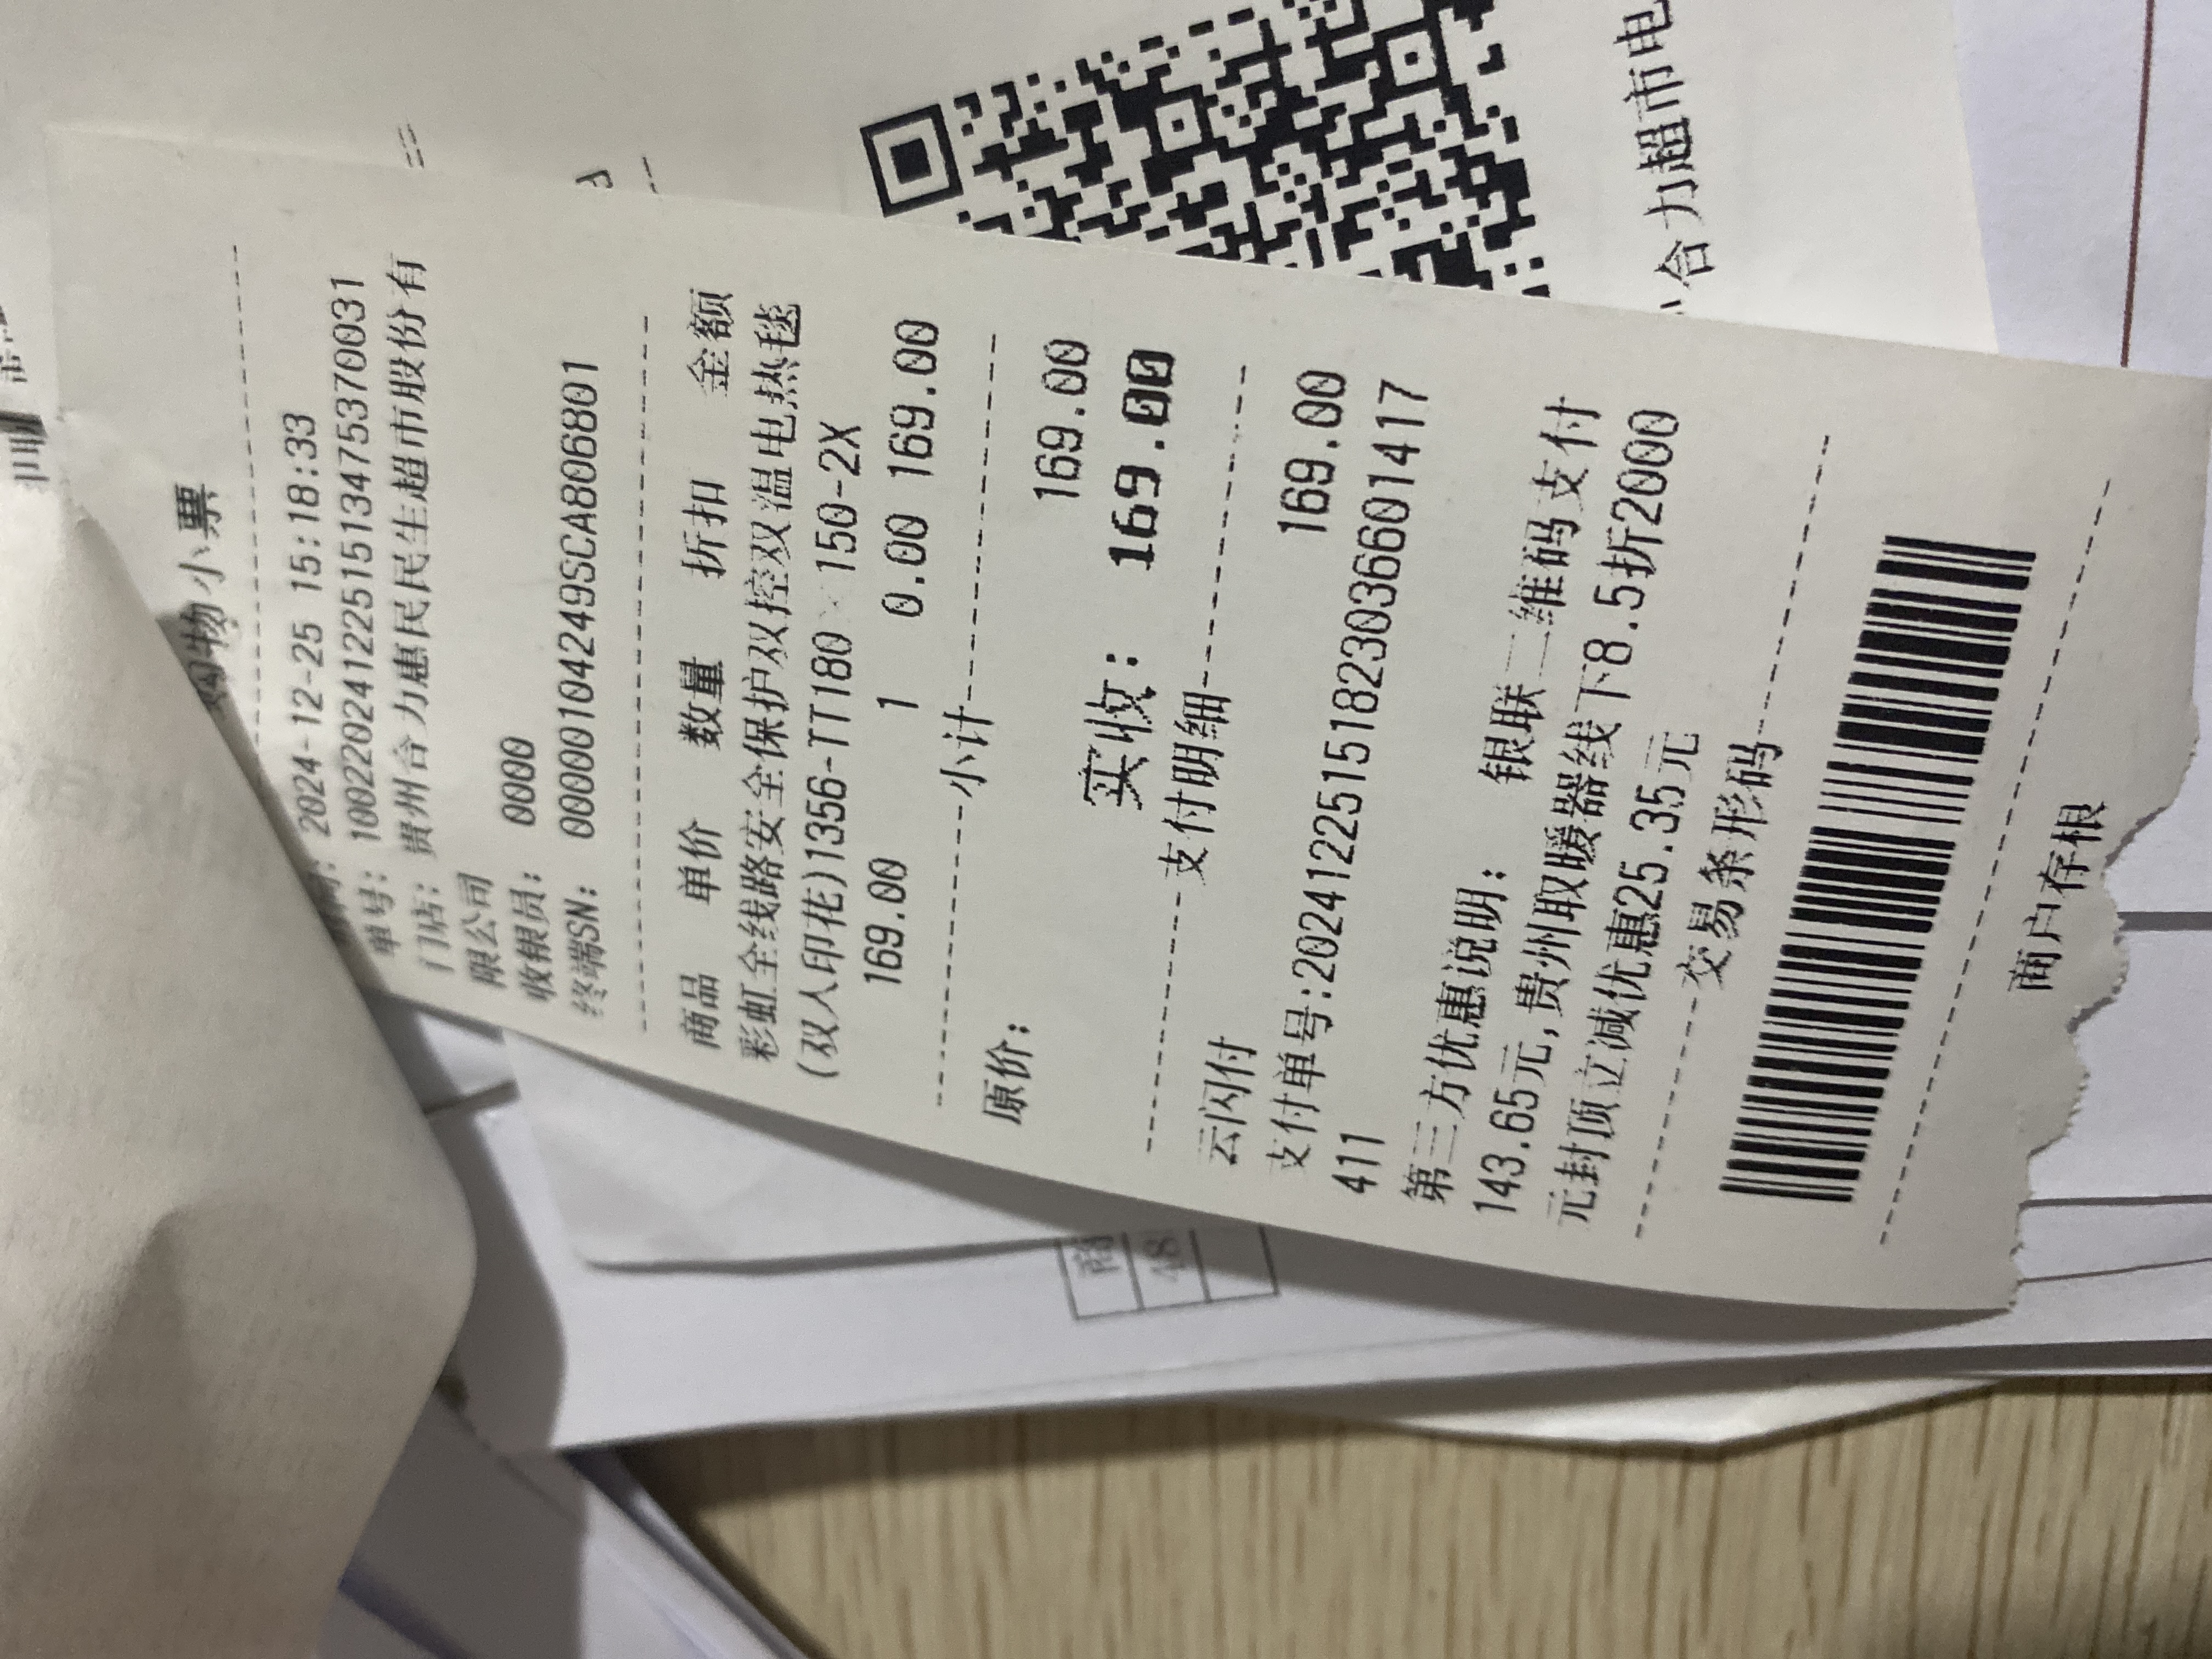 购物小票
时间: 2024-12-25 15:18:33
单号: 10022024122515134753370031
门店: 贵州合力惠民民生超市股份有
限公司
收银员: 0000
终端SN: 00000104249SCA806801
商品 单价 数量 折扣 金额
彩虹全线路安全保护双控双温电热毯
(双人印花)1356-TT180×150-2X
169.00 1 0.00 169.00
小计
原价: 169.00
实收: 169.00
支付明细
云闪付 169.00
支付单号:2024122515182303660141​7
411
第三方优惠说明: 银联二维码支付
143.65元,贵州取暖器线下8.5折2000
元封顶立减优惠25.35元
交易条形码
商户存根
合力超市电
商
48